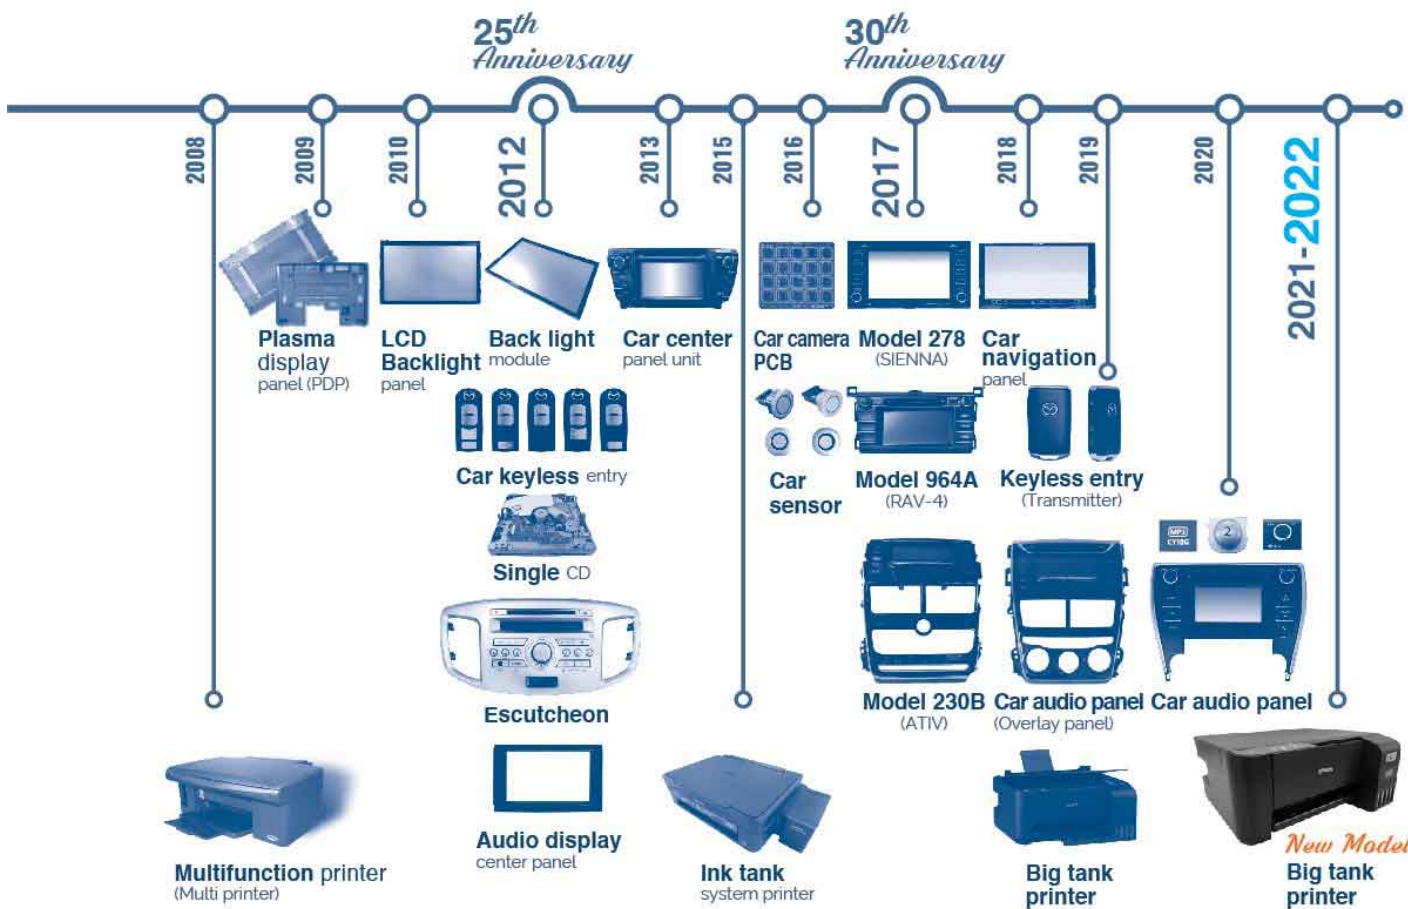 25th
Anniversary
30th
Anniversary
2008
2009
2010
2012
2013
2015
2016
2017
2018
2019
2020
2021-2022
Plasma
display
panel (PDP)
LCD
Backlight
panel
Back light
module
Car center
panel unit
Car camera
PCB
Model 278
(SIENNA)
Car
navigation
panel
Car keyless entry
Car
sensor
Model 964A
(RAV-4)
Keyless entry
(Transmitter)
Single CD
MP3
2
Escutcheon
Model 230B
(ATIV)
Car audio panel
(Overlay panel)
Car audio panel
Audio display
center panel
Multifunction printer
(Multi printer)
Ink tank
system printer
Big tank
printer
New Model
Big tank
printer